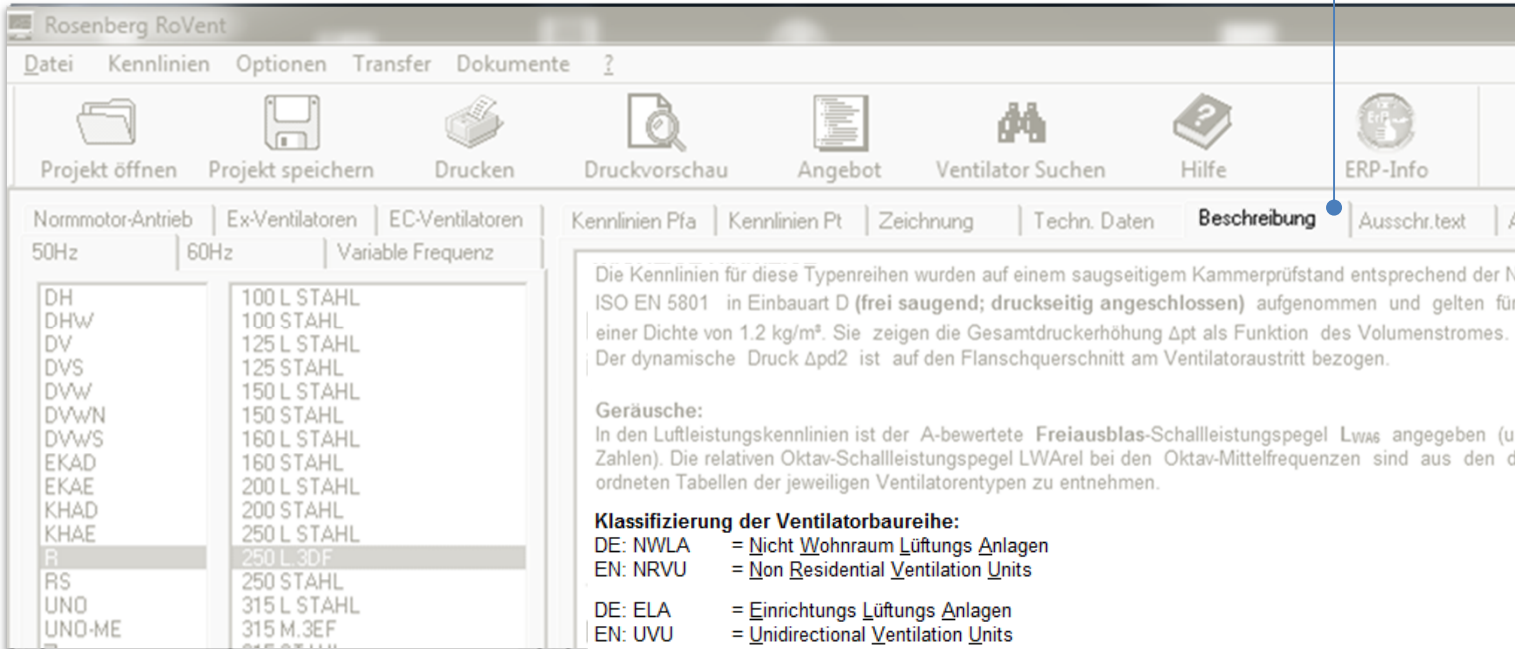 Rosenberg RoVent
Datei Kennlinien Optionen Transfer Dokumente ?
Projekt öffnen Projekt speichern Drucken Druckvorschau Angebot Ventilator Suchen Hilfe ERP-Info
Normmotor-Antrieb Ex-Ventilatoren EC-Ventilatoren
50Hz 60Hz Variable Frequenz
DH
DHW
DV
DVS
DVW
DVWN
DVWS
EKAD
EKAE
KHAD
KHAE
R
RS
UNO
UNO-ME
100 L STAHL
100 STAHL
125 L STAHL
125 STAHL
150 L STAHL
150 STAHL
160 L STAHL
160 STAHL
200 L STAHL
200 STAHL
250 L STAHL
250 L.3DF
250 STAHL
315 L STAHL
315 M.3EF
Kennlinien Pfa Kennlinien Pt Zeichnung Techn. Daten Beschreibung Ausschr.text
Die Kennlinien für diese Typenreihen wurden auf einem saugseitigem Kammerprüfstand entsprechend der
ISO EN 5801 in Einbauart D (frei saugend; druckseitig angeschlossen) aufgenommen und gelten für
einer Dichte von 1.2 kg/m³. Sie zeigen die Gesamtdruckerhöhung Δpt als Funktion des Volumenstromes.
Der dynamische Druck Δpd2 ist auf den Flanschquerschnitt am Ventilatoraustritt bezogen.
Geräusche:
In den Luftleistungskennlinien ist der A-bewertete Freiausblas-Schallleistungspegel LWA6 angegeben (u
Zahlen). Die relativen Oktav-Schallleistungspegel LWArel bei den Oktav-Mittelfrequenzen sind aus den d
ordneten Tabellen der jeweiligen Ventilatorentypen zu entnehmen.
Klassifizierung der Ventilatorbaureihe:
DE: NWLA = Nicht Wohnraum Lüftungs Anlagen
EN: NRVU = Non Residential Ventilation Units
DE: ELA = Einrichtungs Lüftungs Anlagen
EN: UVU = Unidirectional Ventilation Units